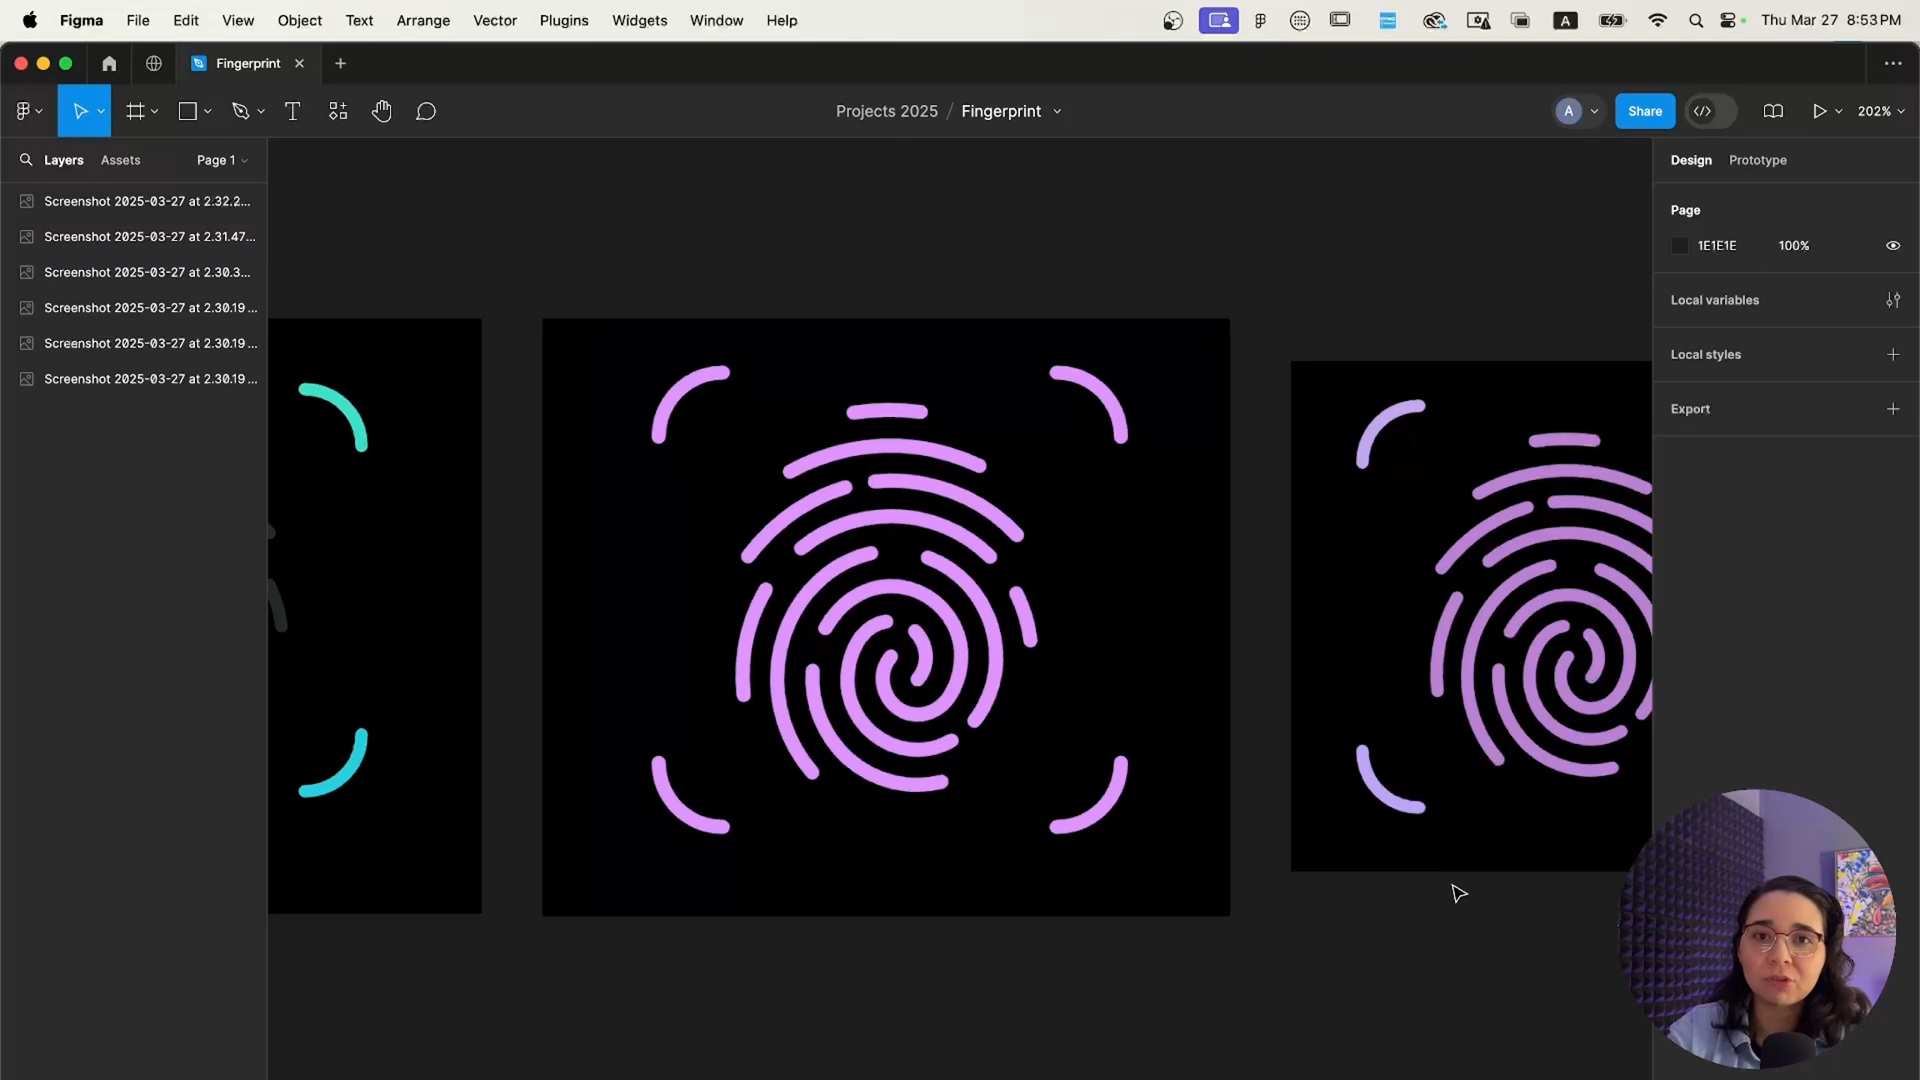 Figma File Edit View Object Text Arrange Vector Plugins Widgets Window Help A Thu Mar 27 8:53 PM
Fingerprint
Projects 2025 / Fingerprint A Share 202%
Layers Assets Page 1
Design Prototype
Screenshot 2025-03-27 at 2.32.2...
Screenshot 2025-03-27 at 2.31.47...
Screenshot 2025-03-27 at 2.30.3...
Screenshot 2025-03-27 at 2.30.19 ...
Screenshot 2025-03-27 at 2.30.19 ...
Screenshot 2025-03-27 at 2.30.19 ...
Page
1E1E1E 100%
Local variables
Local styles
Export